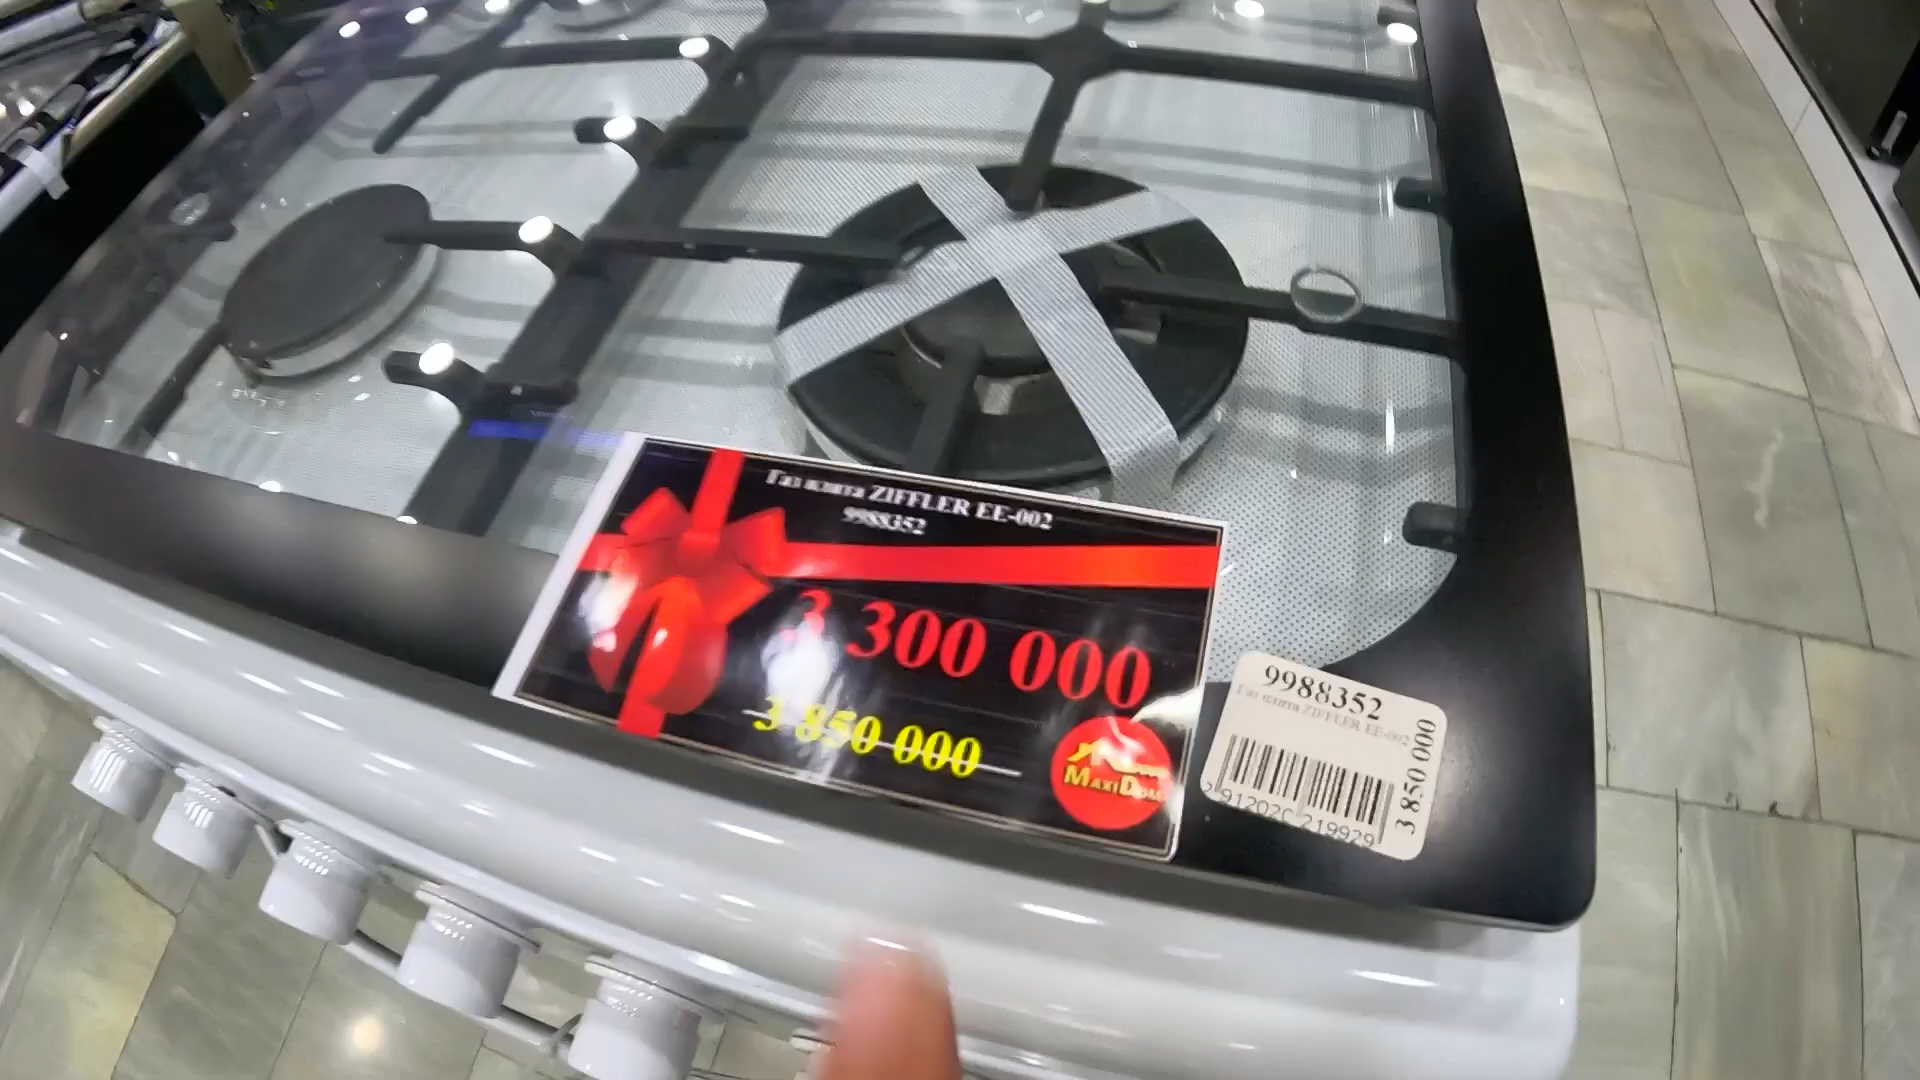 Газ плита ZIFFLER EE-002
9988352
3 300 000
3 850 000
MAXIDOM
9988352
Газ плита ZIFFLER EE-002
3 850 000